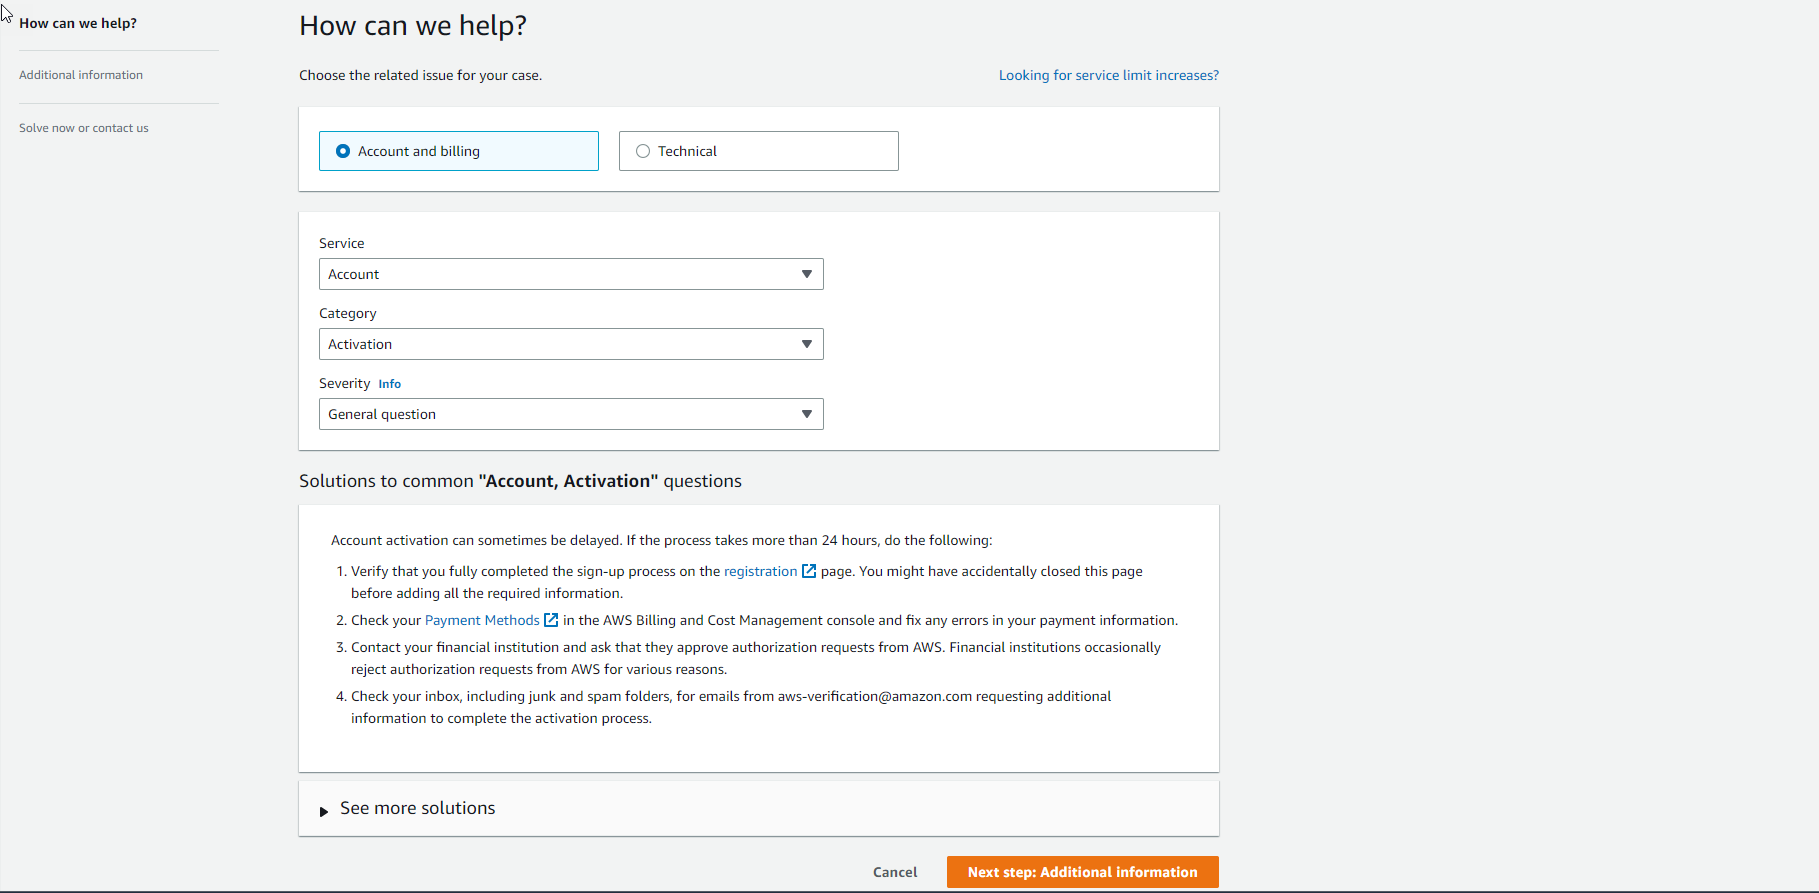 How can we help?
Additional information
Solve now or contact us
How can we help?
Choose the related issue for your case.
Looking for service limit increases?
Account and billing
Technical
Service
Account
Category
Activation
Severity Info
General question
Solutions to common "Account, Activation" questions
Account activation can sometimes be delayed. If the process takes more than 24 hours, do the following:
1. Verify that you fully completed the sign-up process on the registration page. You might have accidentally closed this page
before adding all the required information.
2. Check your Payment Methods in the AWS Billing and Cost Management console and fix any errors in your payment information.
3. Contact your financial institution and ask that they approve authorization requests from AWS. Financial institutions occasionally
reject authorization requests from AWS for various reasons.
4. Check your inbox, including junk and spam folders, for emails from aws-verification@amazon.com requesting additional
information to complete the activation process.
See more solutions
Cancel
Next step: Additional information